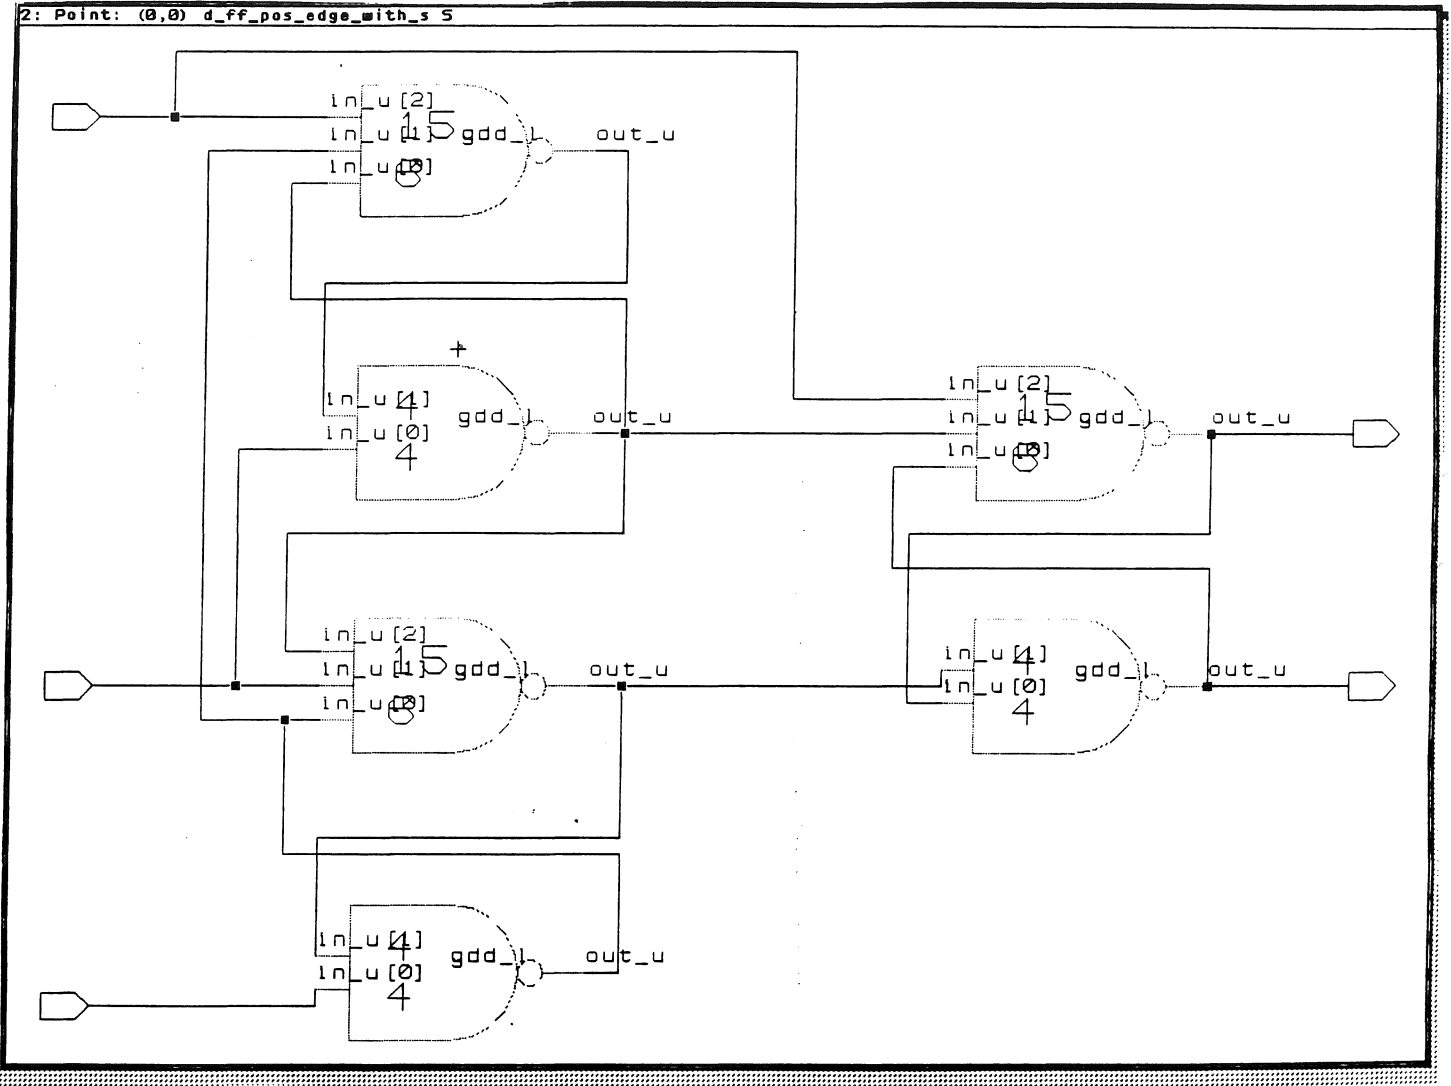 2: Point: (0,0) d_ff_pos_edge_with_s S
in_u[2]
15
in_u[1] gdd_l out_u
in_u[0]
8
in_u[1]
4
gdd_l out_u
in_u[0]
4
in_u[2]
15
in_u[1] gdd_l out_u
in_u[0]
8
in_u[2]
15
in_u[1] gdd_l out_u
in_u[0]
8
in_u[1]
4
gdd_l out_u
in_u[0]
4
in_u[1]
4
gdd_l out_u
in_u[0]
4